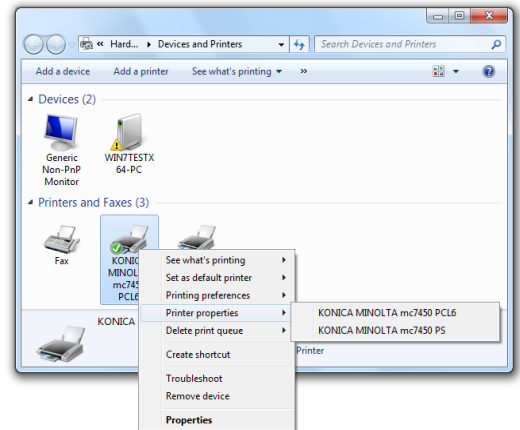 « Hard... ▸ Devices and Printers
Search Devices and Printers
Add a device Add a printer See what's printing »
Devices (2)
Generic
Non-PnP
Monitor
WIN7TESTX
64-PC
Printers and Faxes (3)
Fax
KONIC
MINOL
mc745
PCL6
See what's printing
Set as default printer
Printing preferences
Printer properties
Delete print queue
Create shortcut
Troubleshoot
Remove device
Properties
KONICA MINOLTA mc7450 PCL6
KONICA MINOLTA mc7450 PS
KONICA
Printer